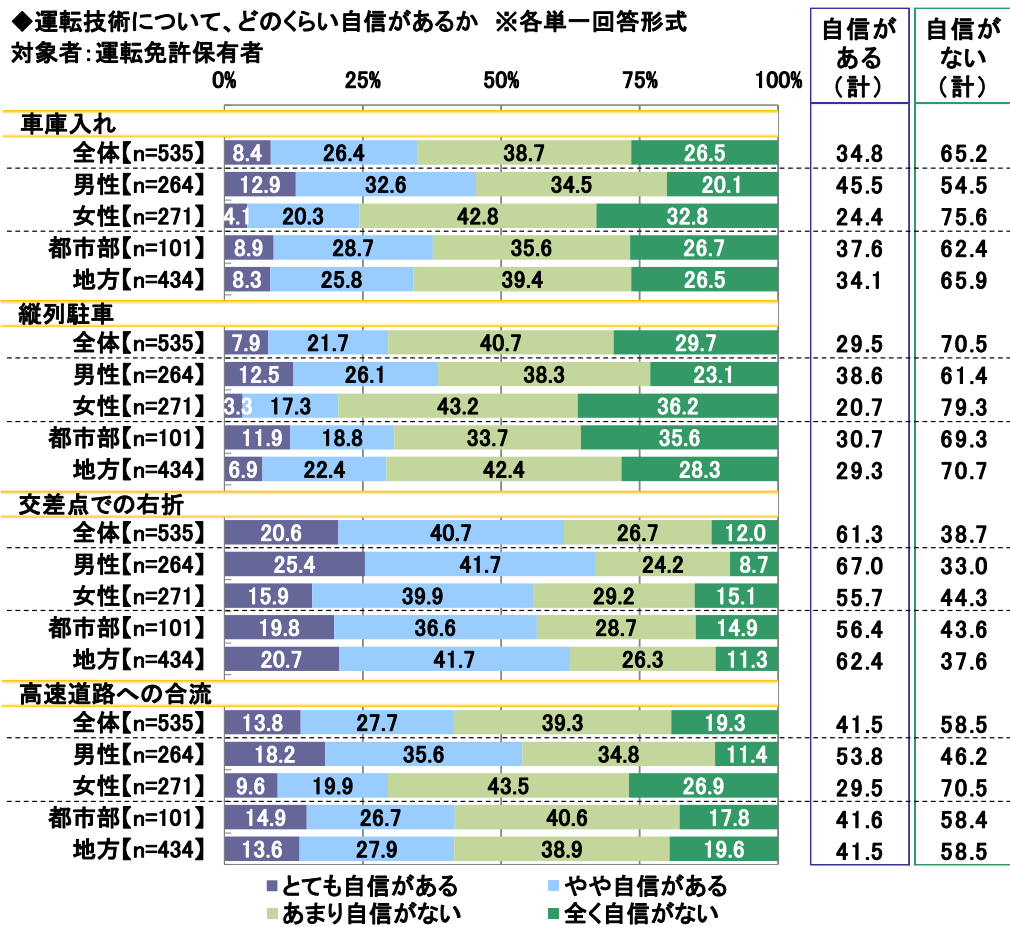 ◆運転技術について、どのくらい自信があるか ※各単一回答形式
対象者：運転免許保有者
自信がある（計） 自信がない（計）
0% 25% 50% 75% 100%
車庫入れ
全体【n=535】 8.4 26.4 38.7 26.5 34.8 65.2
男性【n=264】 12.9 32.6 34.5 20.1 45.5 54.5
女性【n=271】 4.1 20.3 42.8 32.8 24.4 75.6
都市部【n=101】 8.9 28.7 35.6 26.7 37.6 62.4
地方【n=434】 8.3 25.8 39.4 26.5 34.1 65.9
縦列駐車
全体【n=535】 7.9 21.7 40.7 29.7 29.5 70.5
男性【n=264】 12.5 26.1 38.3 23.1 38.6 61.4
女性【n=271】 3.3 17.3 43.2 36.2 20.7 79.3
都市部【n=101】 11.9 18.8 33.7 35.6 30.7 69.3
地方【n=434】 6.9 22.4 42.4 28.3 29.3 70.7
交差点での右折
全体【n=535】 20.6 40.7 26.7 12.0 61.3 38.7
男性【n=264】 25.4 41.7 24.2 8.7 67.0 33.0
女性【n=271】 15.9 39.9 29.2 15.1 55.7 44.3
都市部【n=101】 19.8 36.6 28.7 14.9 56.4 43.6
地方【n=434】 20.7 41.7 26.3 11.3 62.4 37.6
高速道路への合流
全体【n=535】 13.8 27.7 39.3 19.3 41.5 58.5
男性【n=264】 18.2 35.6 34.8 11.4 53.8 46.2
女性【n=271】 9.6 19.9 43.5 26.9 29.5 70.5
都市部【n=101】 14.9 26.7 40.6 17.8 41.6 58.4
地方【n=434】 13.6 27.9 38.9 19.6 41.5 58.5
とても自信がある やや自信がある
あまり自信がない 全く自信がない